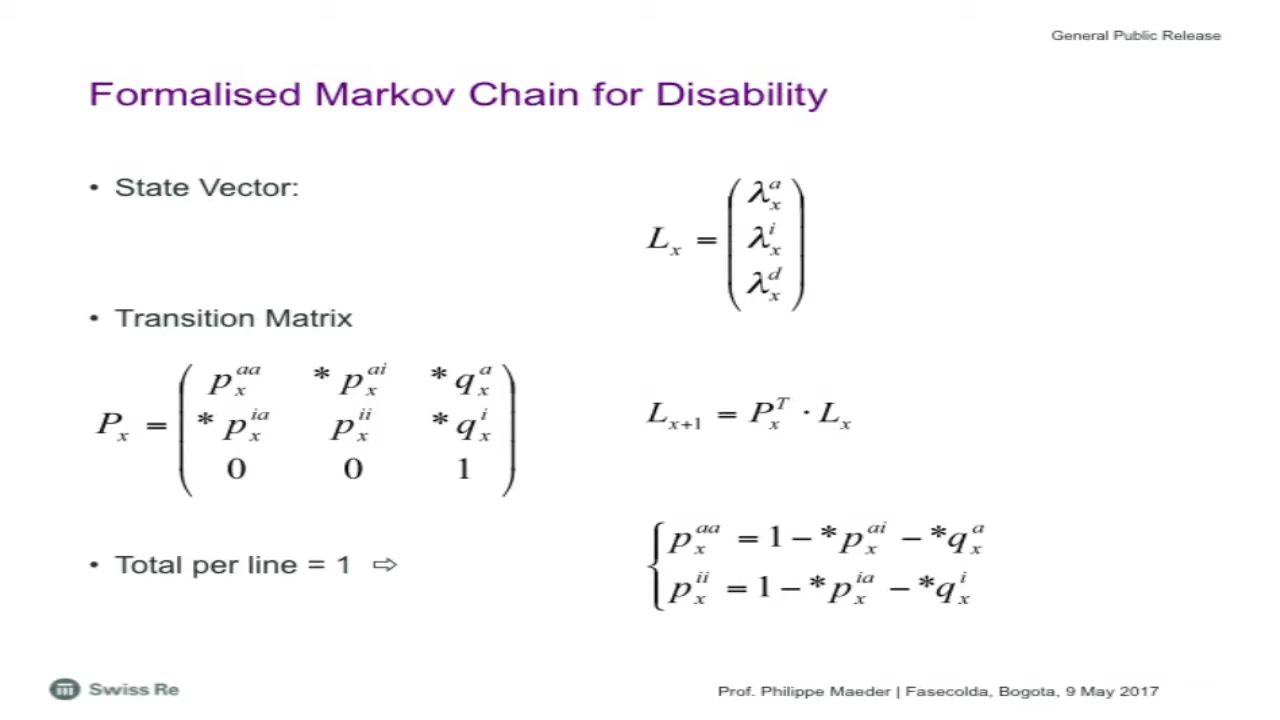 General Public Release
Formalised Markov Chain for Disability
• State Vector:
L_x = ( λ_x^a
λ_x^i
λ_x^d )
• Transition Matrix
P_x = ( p_x^aa *p_x^ai *q_x^a
*p_x^ia p_x^ii *q_x^i
0 0 1 )
L_x+1 = P_x^T · L_x
• Total per line = 1 ⇨
{ p_x^aa = 1 − *p_x^ai − *q_x^a
p_x^ii = 1 − *p_x^ia − *q_x^i
Swiss Re
Prof. Philippe Maeder | Fasecolda, Bogota, 9 May 2017